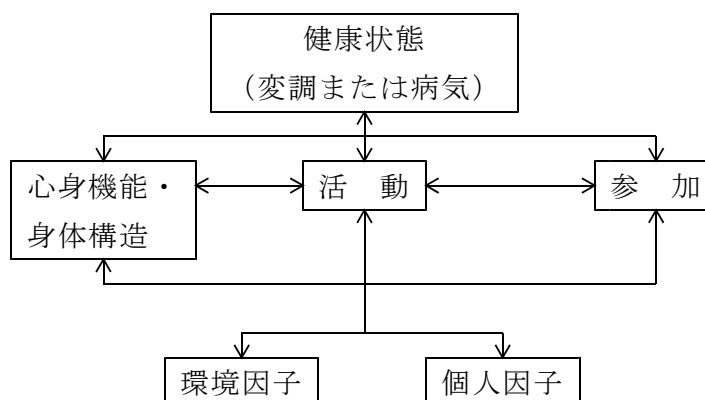 健康状態
（変調または病気）
心身機能・
身体構造
活　動
参　加
環境因子
個人因子